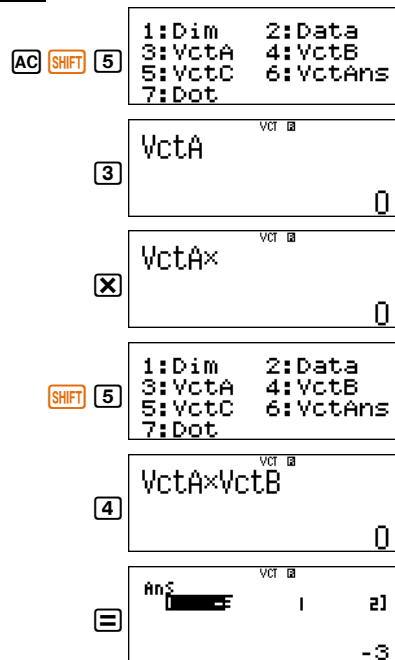 AC SHIFT 5
1:Dim 2:Data
3:VctA 4:VctB
5:VctC 6:VctAns
7:Dot
3
VCT R
VctA
0
×
VCT R
VctA×
0
SHIFT 5
1:Dim 2:Data
3:VctA 4:VctB
5:VctC 6:VctAns
7:Dot
4
VCT R
VctA×VctB
0
=
VCT R
Ans
1 2]
-3